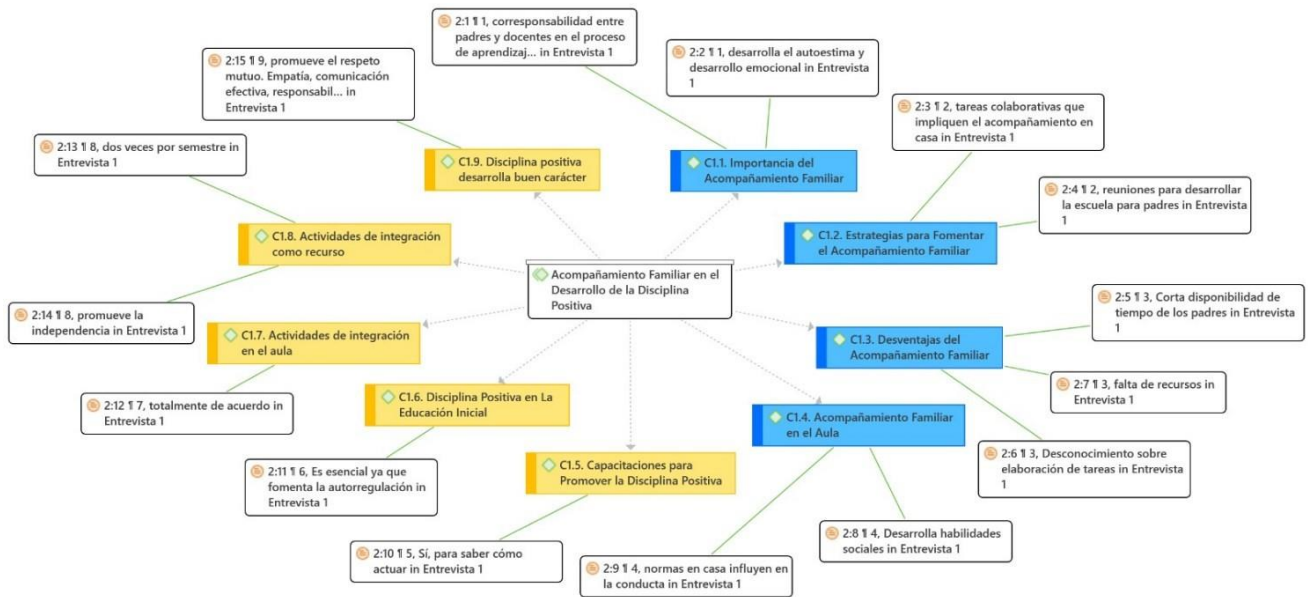 2:1 ¶ 1, corresponsabilidad entre
padres y docentes en el proceso
de aprendizaj... in Entrevista 1
2:2 ¶ 1, desarrolla el autoestima y
desarrollo emocional in Entrevista
1
2:15 ¶ 9, promueve el respeto
mutuo. Empatía, comunicación
efectiva, responsabil... in
Entrevista 1
2:3 ¶ 2, tareas colaborativas que
impliquen el acompañamiento en
casa in Entrevista 1
2:13 ¶ 8, dos veces por semestre in
Entrevista 1
C1.9. Disciplina positiva
desarrolla buen carácter
C1.1. Importancia del
Acompañamiento Familiar
2:4 ¶ 2, reuniones para desarrollar
la escuela para padres in Entrevista
1
C1.8. Actividades de integración
como recurso
C1.2. Estrategias para Fomentar
el Acompañamiento Familiar
Acompañamiento Familiar en el
Desarrollo de la Disciplina
Positiva
2:14 ¶ 8, promueve la
independencia in Entrevista 1
2:5 ¶ 3, Corta disponibilidad de
tiempo de los padres in Entrevista
1
C1.7. Actividades de integración
en el aula
C1.3. Desventajas del
Acompañamiento Familiar
2:12 ¶ 7, totalmente de acuerdo in
Entrevista 1
C1.6. Disciplina Positiva en La
Educación Inicial
2:7 ¶ 3, falta de recursos in
Entrevista 1
C1.4. Acompañamiento Familiar
en el Aula
2:11 ¶ 6, Es esencial ya que
fomenta la autorregulación in
Entrevista 1
C1.5. Capacitaciones para
Promover la Disciplina Positiva
2:6 ¶ 3, Desconocimiento sobre
elaboración de tareas in Entrevista
1
2:10 ¶ 5, Sí, para saber cómo
actuar in Entrevista 1
2:9 ¶ 4, normas en casa influyen en
la conducta in Entrevista 1
2:8 ¶ 4, Desarrolla habilidades
sociales in Entrevista 1